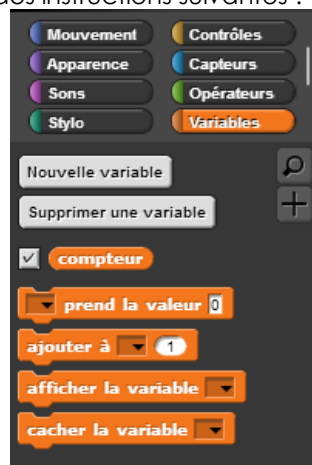 des instructions suivantes :
Mouvement Contrôles
Apparence Capteurs
Sons Opérateurs
Stylo Variables
Nouvelle variable
Supprimer une variable
compteur
prend la valeur 0
ajouter à 1
afficher la variable
cacher la variable